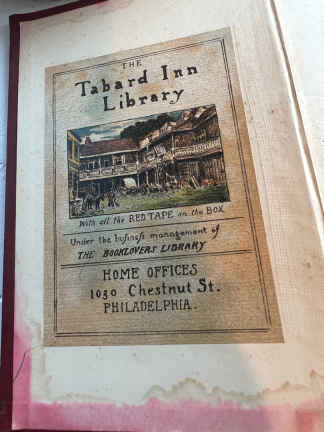 THE
Tabard Inn
Library
With all the RED TAPE on the BOX
Under the business management of
THE BOOKLOVERS LIBRARY
HOME OFFICES
1030 Chestnut St.
PHILADELPHIA.